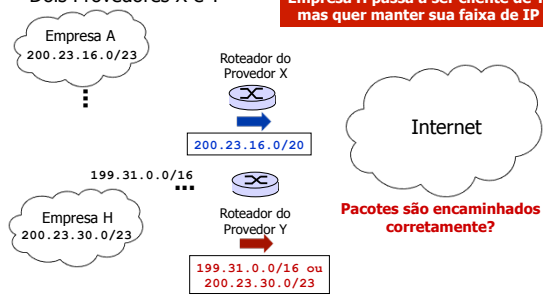 Dois Provedores X e Y
Empresa H passa a ser cliente de Y
mas quer manter sua faixa de IP
Empresa A
200.23.16.0/23
Roteador do
Provedor X
200.23.16.0/20
Internet
199.31.0.0/16
Empresa H
200.23.30.0/23
Roteador do
Provedor Y
199.31.0.0/16 ou
200.23.30.0/23
Pacotes são encaminhados
corretamente?